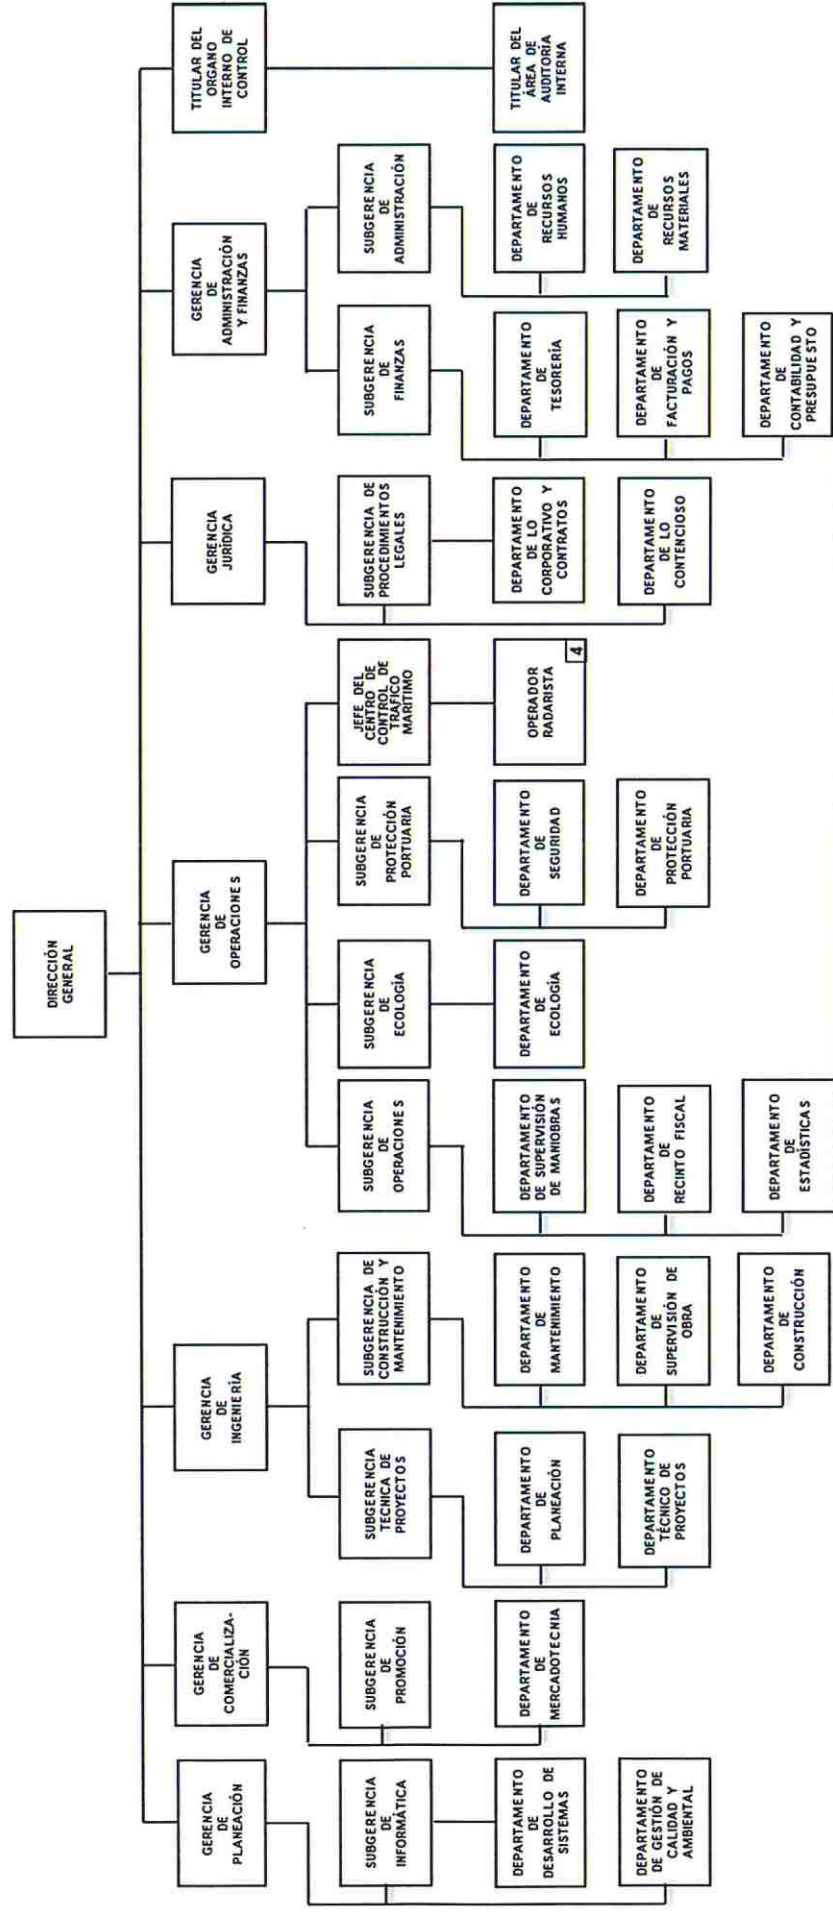 DIRECCIÓN
GENERAL
GERENCIA
DE
PLANEACIÓN
GERENCIA
DE
COMERCIALIZA-
CIÓN
GERENCIA
DE
INGENIERÍA
GERENCIA
DE
OPERACIONES
GERENCIA
JURÍDICA
GERENCIA
DE
ADMINISTRACIÓN
Y FINANZAS
TITULAR DEL
ORGANO
INTERNO DE
CONTROL
SUBGERENCIA
DE
INFORMÁTICA
SUBGERENCIA
DE
PROMOCIÓN
SUBGERENCIA
TECNICA DE
PROYECTOS
SUBGERENCIA DE
CONSTRUCCIÓN Y
MANTENIMIENTO
SUBGERENCIA
DE
OPERACIONES
SUBGERENCIA
DE
ECOLOGÍA
SUBGERENCIA
DE
PROTECCIÓN
PORTUARIA
JEFE DEL
CENTRO DE
CONTROL DE
TRÁFICO
MARÍTIMO
SUBGERENCIA DE
PROCEDIMIENTOS
LEGALES
SUBGERENCIA
DE
FINANZAS
SUBGERENCIA
DE
ADMINISTRACIÓN
DEPARTAMENTO
DE
DESARROLLO DE
SISTEMAS
DEPARTAMENTO
DE
MERCADOTECNIA
DEPARTAMENTO
DE
PLANEACIÓN
DEPARTAMENTO
DE
MANTENIMIENTO
DEPARTAMENTO
DE SUPERVISIÓN
DE MANIOBRAS
DEPARTAMENTO
DE
ECOLOGÍA
DEPARTAMENTO
DE
SEGURIDAD
OPERADOR
RADARISTA
4
DEPARTAMENTO
DE LO
CORPORATIVO Y
CONTRATOS
DEPARTAMENTO
DE
TESORERÍA
DEPARTAMENTO
DE
RECURSOS
HUMANOS
TITULAR DEL
ÁREA DE
AUDITORÍA
INTERNA
DEPARTAMENTO
DE GESTIÓN DE
CALIDAD Y
AMBIENTAL
DEPARTAMENTO
TÉCNICO DE
PROYECTOS
DEPARTAMENTO
DE
SUPERVISIÓN DE
OBRA
DEPARTAMENTO
DE
RECINTO FISCAL
DEPARTAMENTO
DE
PROTECCIÓN
PORTUARIA
DEPARTAMENTO
DE LO
CONTENCIOSO
DEPARTAMENTO
DE
FACTURACIÓN Y
PAGOS
DEPARTAMENTO
DE
RECURSOS
MATERIALES
DEPARTAMENTO
DE
CONSTRUCCIÓN
DEPARTAMENTO
DE
ESTADÍSTICAS
DEPARTAMENTO
DE
CONTABILIDAD Y
PRESUPUESTO